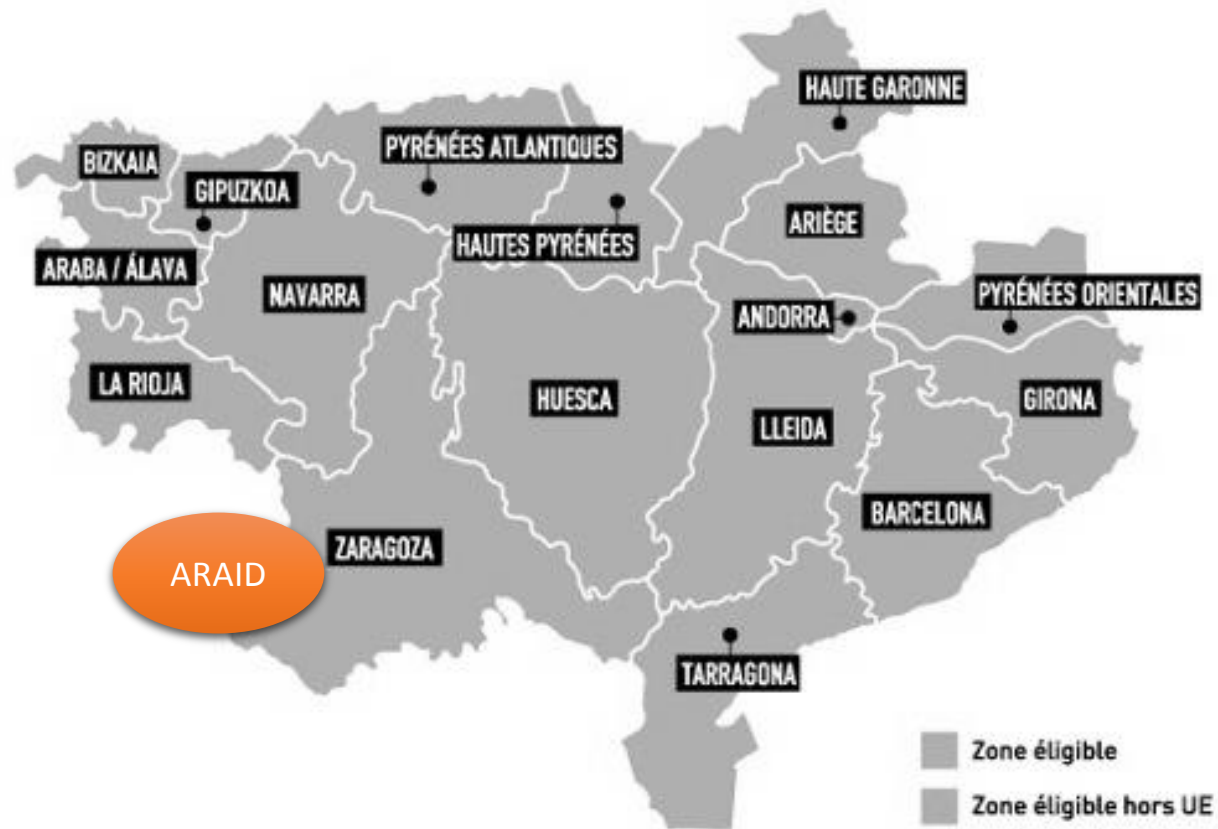 HAUTE GARONNE
PYRÉNÉES ATLANTIQUES
BIZKAIA
GIPUZKOA
ARIÈGE
HAUTES PYRÉNÉES
ARABA / ÁLAVA
NAVARRA
PYRÉNÉES ORIENTALES
ANDORRA
LA RIOJA
HUESCA
GIRONA
LLEIDA
BARCELONA
ZARAGOZA
ARAID
TARRAGONA
Zone éligible
Zone éligible hors UE